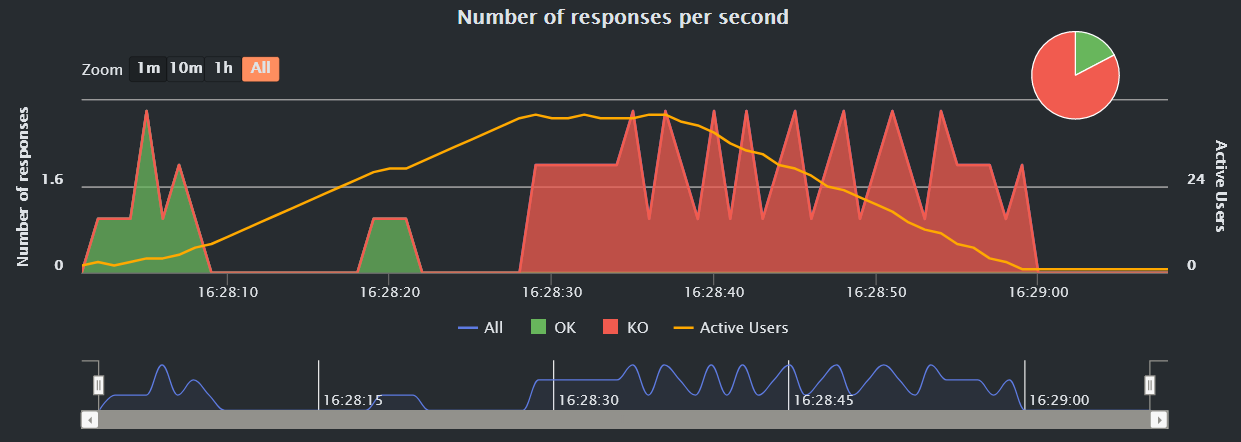 Number of responses per second
Zoom 1m 10m 1h All
Number of responses
1.6
0
Active Users
24
0
16:28:10 16:28:20 16:28:30 16:28:40 16:28:50 16:29:00
All OK KO Active Users
16:28:15 16:28:30 16:28:45 16:29:00